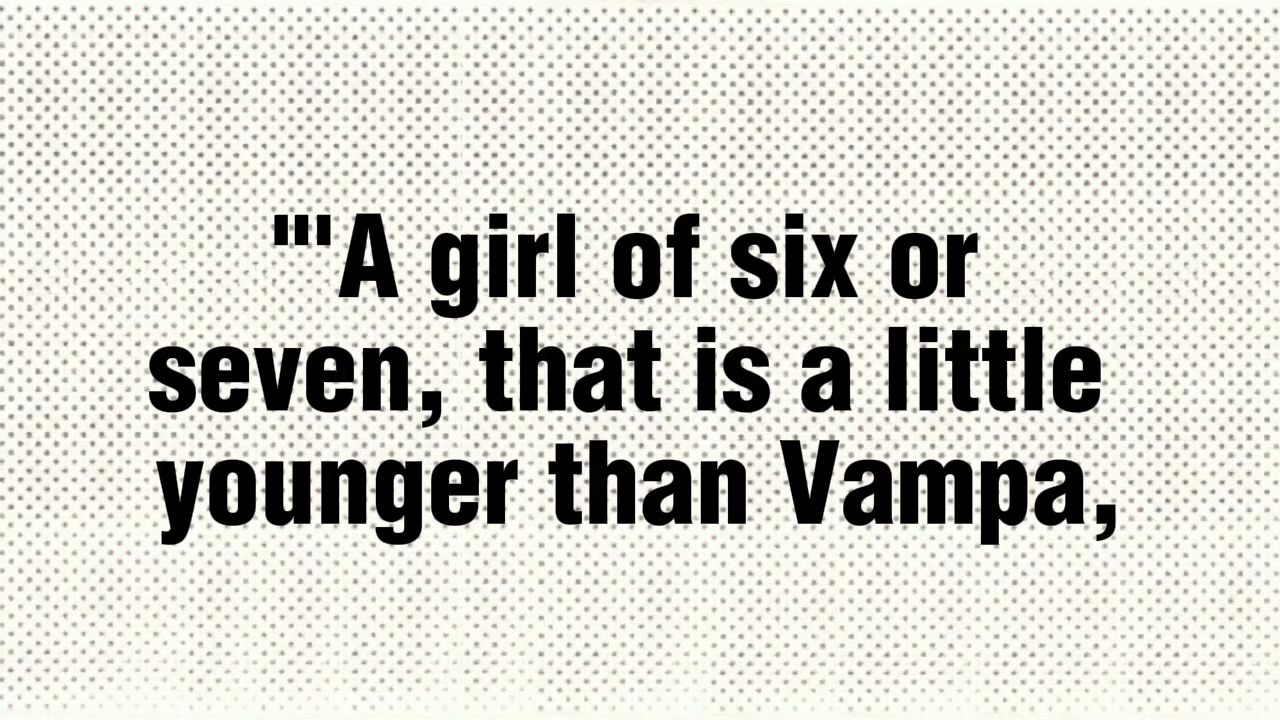 "'A girl of six or
seven, that is a little
younger than Vampa,